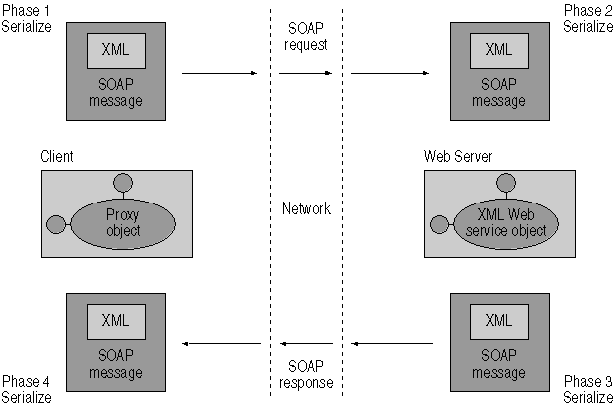 Phase 1
Serialize
XML
SOAP
message
SOAP
request
Phase 2
Serialize
XML
SOAP
message
Client
Proxy
object
Network
Web Server
XML Web
service object
XML
SOAP
message
Phase 4
Serialize
SOAP
response
XML
SOAP
message
Phase 3
Serialize